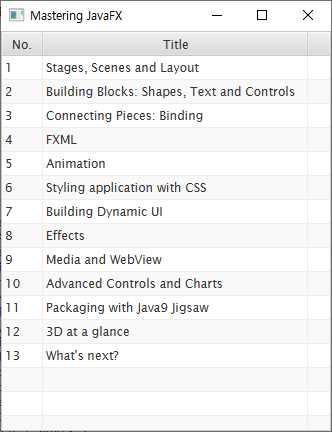 Mastering JavaFX
No. Title
1 Stages, Scenes and Layout
2 Building Blocks: Shapes, Text and Controls
3 Connecting Pieces: Binding
4 FXML
5 Animation
6 Styling application with CSS
7 Building Dynamic UI
8 Effects
9 Media and WebView
10 Advanced Controls and Charts
11 Packaging with Java9 Jigsaw
12 3D at a glance
13 What's next?